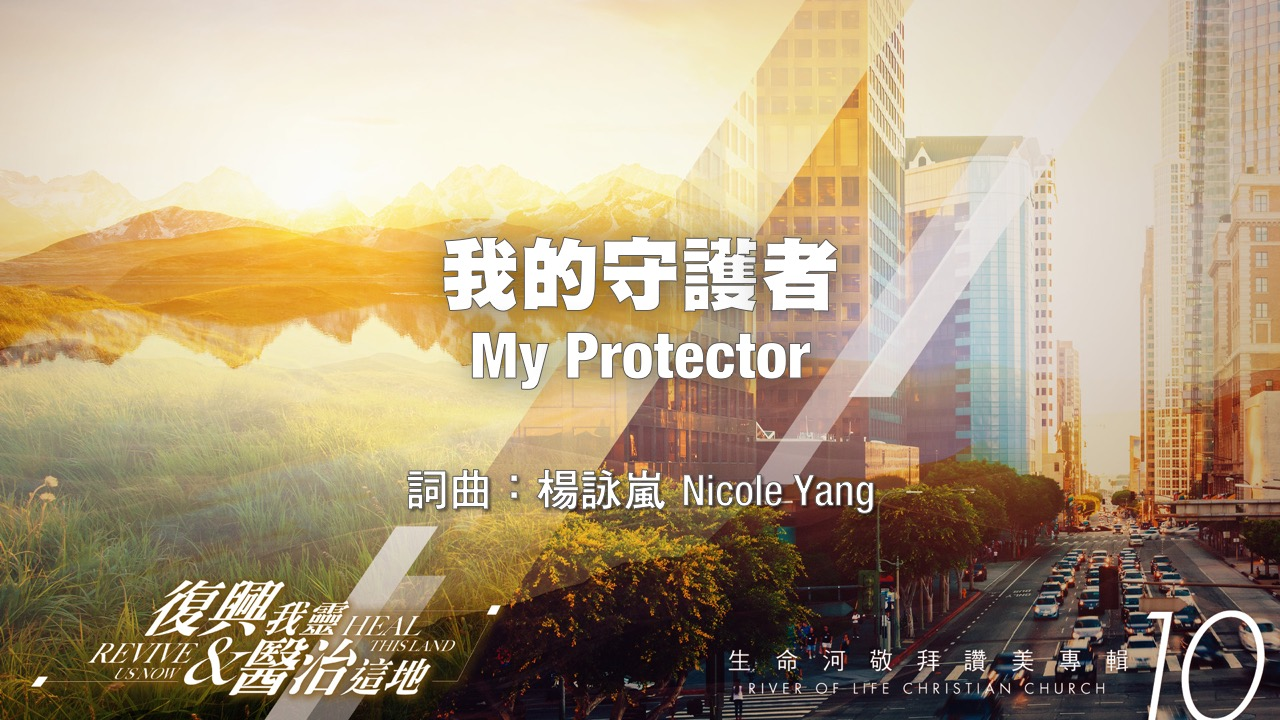 我的守護者
My Protector
詞曲：楊詠嵐 Nicole Yang
復興我靈 HEAL THIS LAND
REVIVE US NOW & 醫治這地
生命河敬拜讚美專輯 10
RIVER OF LIFE CHRISTIAN CHURCH